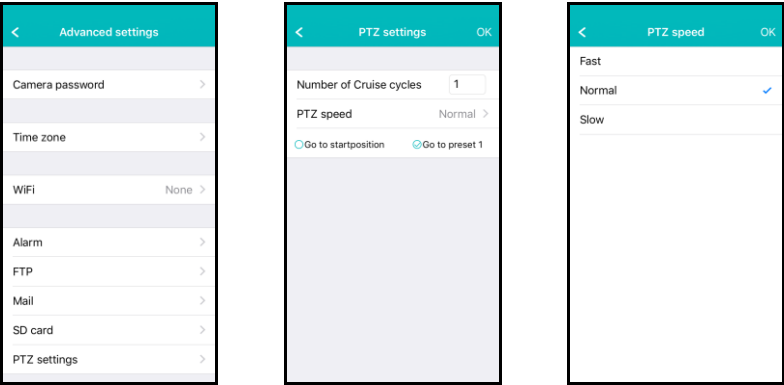 Advanced settings
Camera password
Time zone
WiFi None
Alarm
FTP
Mail
SD card
PTZ settings
PTZ settings OK
Number of Cruise cycles 1
PTZ speed Normal
Go to startposition Go to preset 1
PTZ speed OK
Fast
Normal
Slow